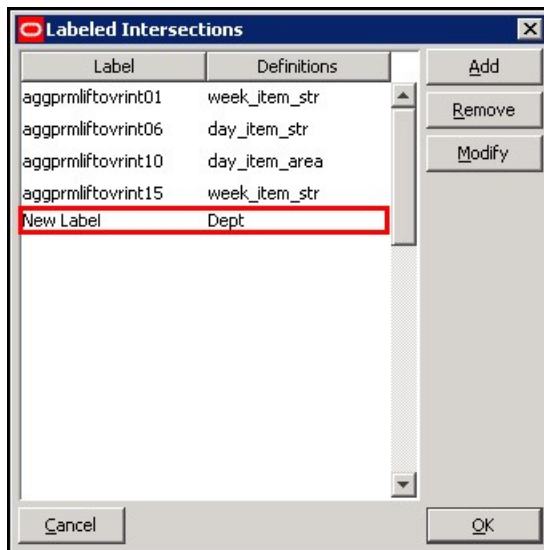 Labeled Intersections
Label Definitions
aggprmliftovrint01 week_item_str
aggprmliftovrint06 day_item_str
aggprmliftovrint10 day_item_area
aggprmliftovrint15 week_item_str
New Label Dept
Add
Remove
Modify
Cancel OK